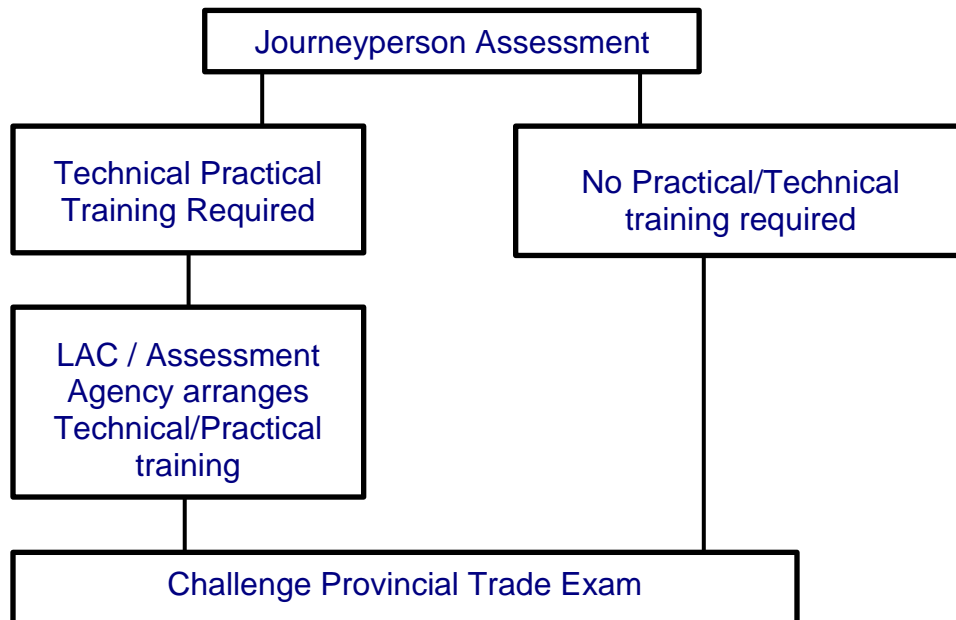 Journeyperson Assessment
Technical Practical
Training Required
No Practical/Technical
training required
LAC / Assessment
Agency arranges
Technical/Practical
training
Challenge Provincial Trade Exam